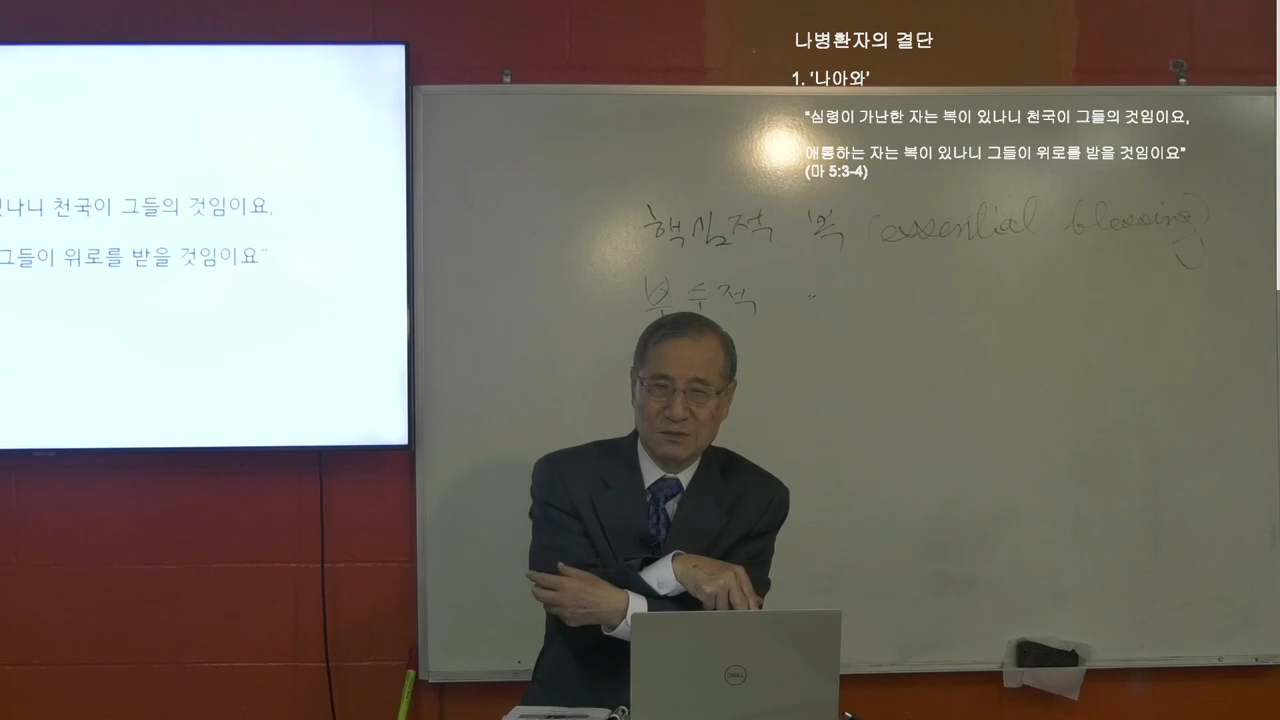 나병환자의 결단
1. ‘나아와’
“심령이 가난한 자는 복이 있나니 천국이 그들의 것임이요,
애통하는 자는 복이 있나니 그들이 위로를 받을 것임이요”
(마 5:3-4)
있나니 천국이 그들의 것임이요,
그들이 위로를 받을 것임이요”
핵심적 복 (essential blessing)
부수적 〃
DELL